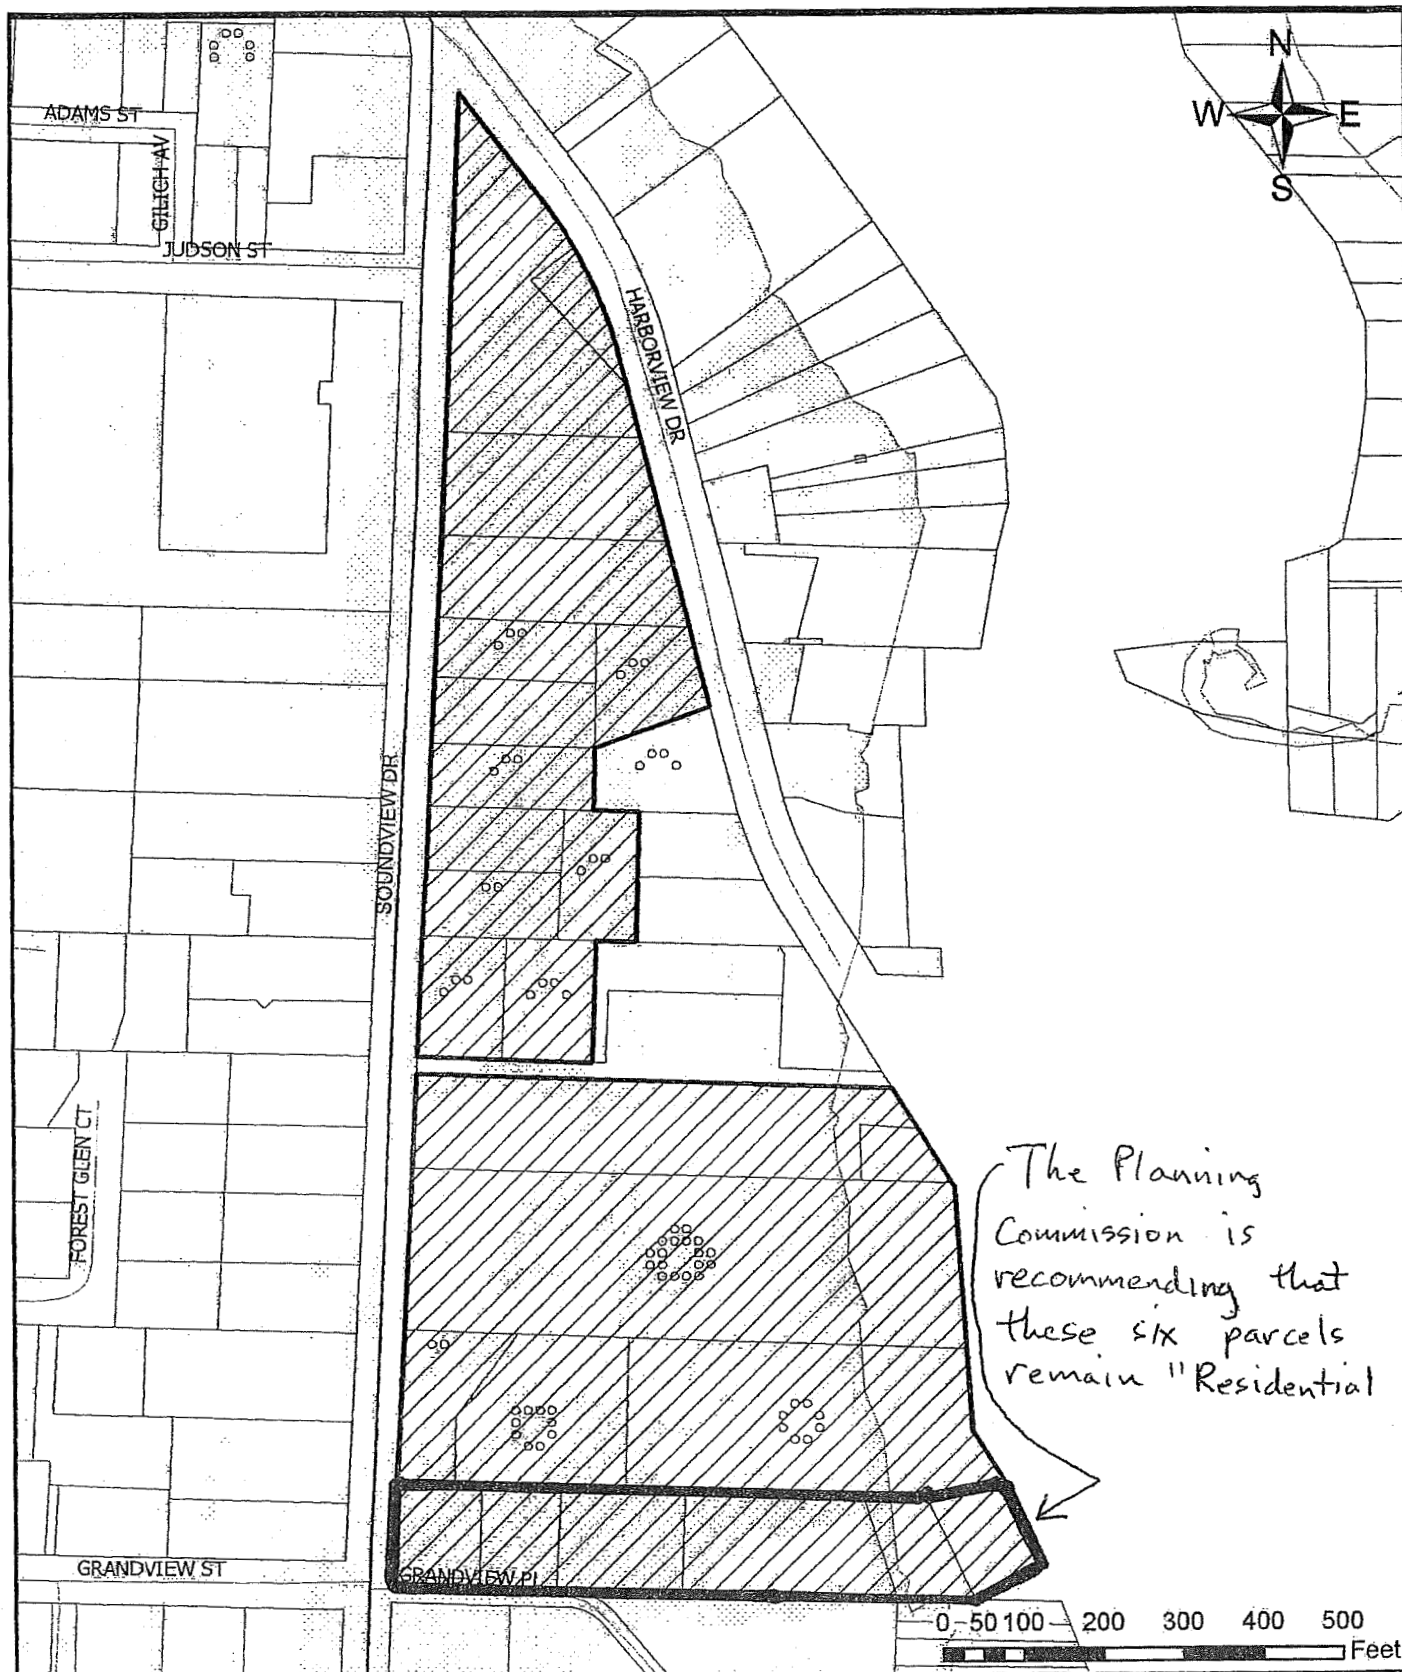 N
W E
S
ADAMS ST
GILICH AV
JUDSON ST
HARBORVIEW DR
SOUNDVIEW DR
FOREST GLEN CT
The Planning
Commission is
recommending that
these six parcels
remain "Residential
GRANDVIEW ST
GRANDVIEW PL
0 50 100 200 300 400 500
Feet